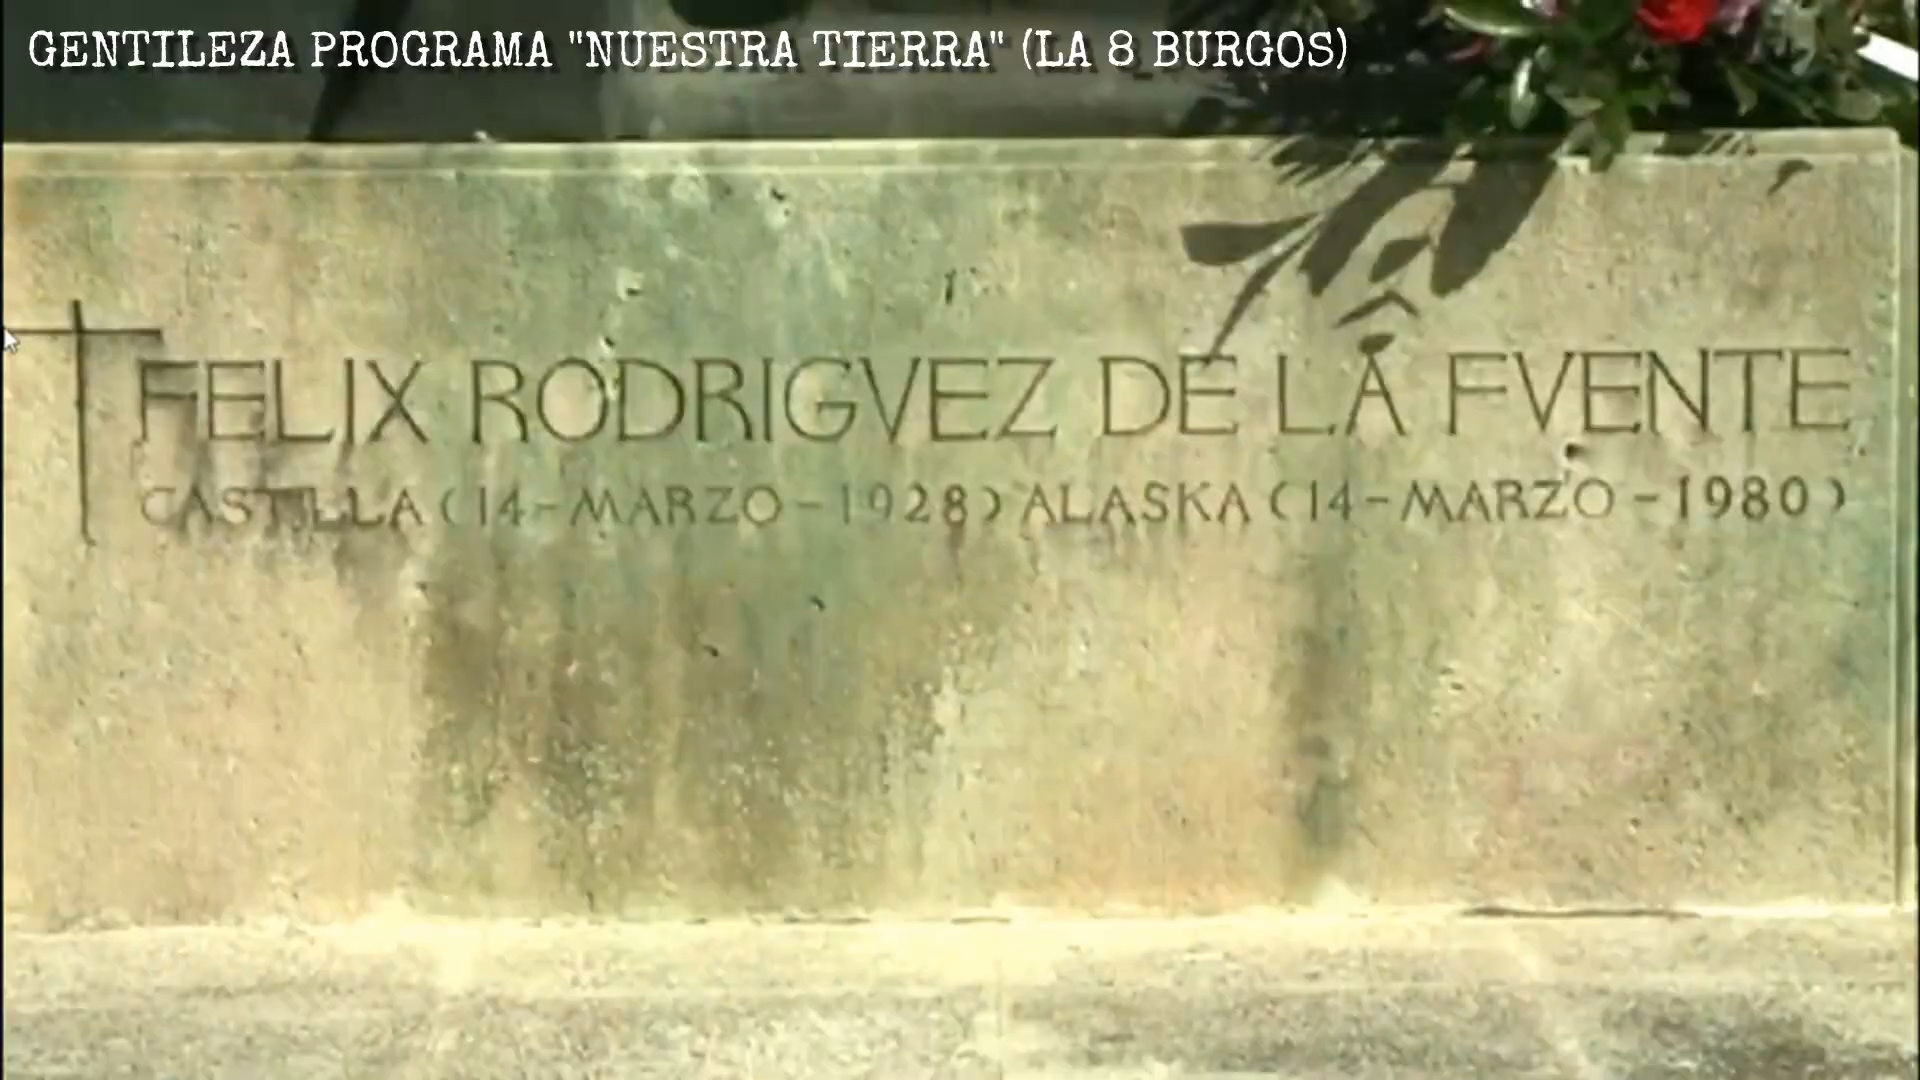 GENTILEZA PROGRAMA "NUESTRA TIERRA" (LA 8 BURGOS)
FELIX RODRIGVEZ DE LA FVENTE
CASTILLA (14-MARZO-1928) ALASKA (14-MARZO-1980)